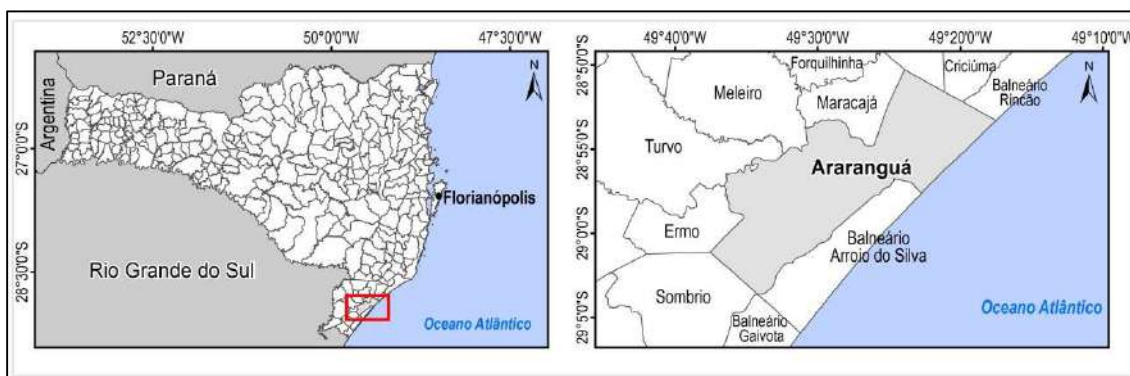 52°30'0"W
50°00'0"W
47°30'0"W
Argentina
Paraná
N
27°0'0"S
Florianópolis
Rio Grande do Sul
28°30'0"S
Oceano Atlântico
49°40'0"W
49°30'0"W
49°20'0"W
49°10'0"W
28°50'0"S
Forquilhinha
Criciúma
Balneário
Rincão
N
Meleiro
Maracajá
Turvo
28°55'0"S
Araranguá
Ermo
29°0'0"S
Balneário
Arroio do Silva
Sombrio
29°5'0"S
Balneário
Gaivota
Oceano Atlântico